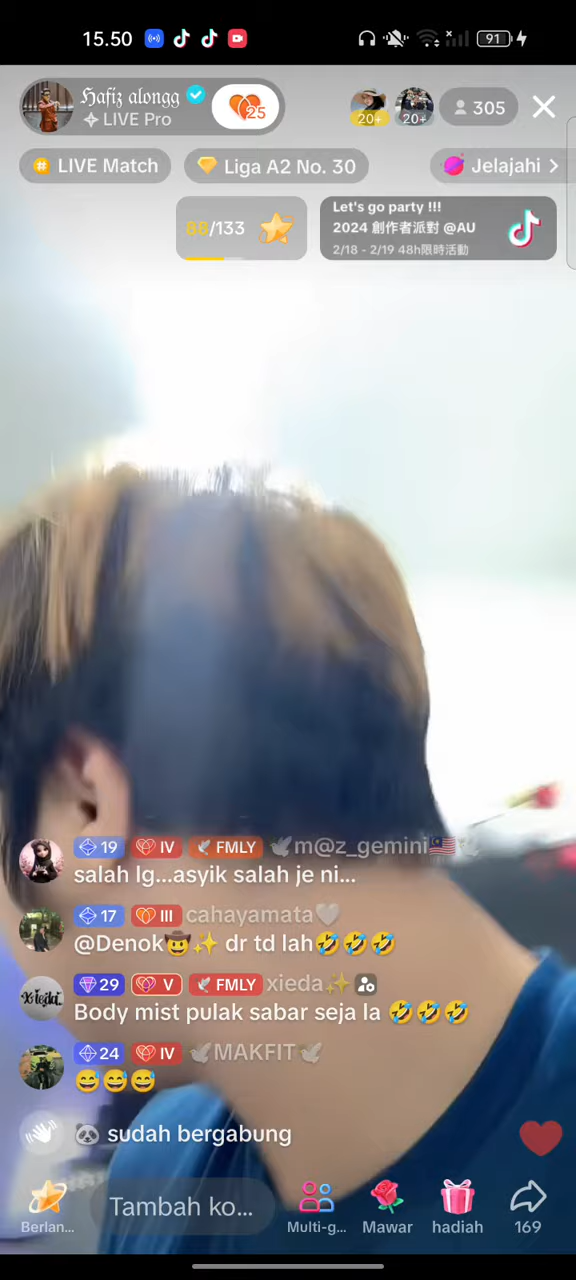 15.50
91
Hafiz alongg
LIVE Pro
25
20+
20+
305
LIVE Match
Liga A2 No. 30
Jelajahi
88/133
Let's go party !!!
2024 創作者派對 @AU
2/18 - 2/19 48h限時活動
19 IV FMLY 🕊m@z_gemini🇲🇾🕊
salah lg...asyik salah je ni...
17 III cahayamata🤍
@Denok🤠✨ dr td lah🤣🤣🤣
29 V FMLY xieda✨
Body mist pulak sabar seja la 🤣🤣🤣
24 IV 🕊MAKFIT🕊
😅😅😅
🐼 sudah bergabung
Tambah ko...
Berlan...
Multi-g...
Mawar
hadiah
169